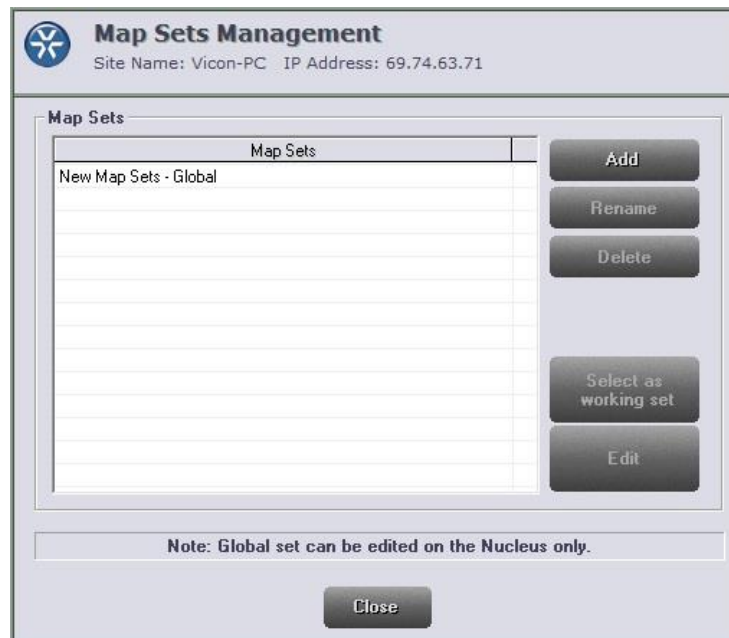 Map Sets Management
Site Name: Vicon-PC IP Address: 69.74.63.71
Map Sets
Map Sets
New Map Sets - Global
Add
Rename
Delete
Select as
working set
Edit
Note: Global set can be edited on the Nucleus only.
Close